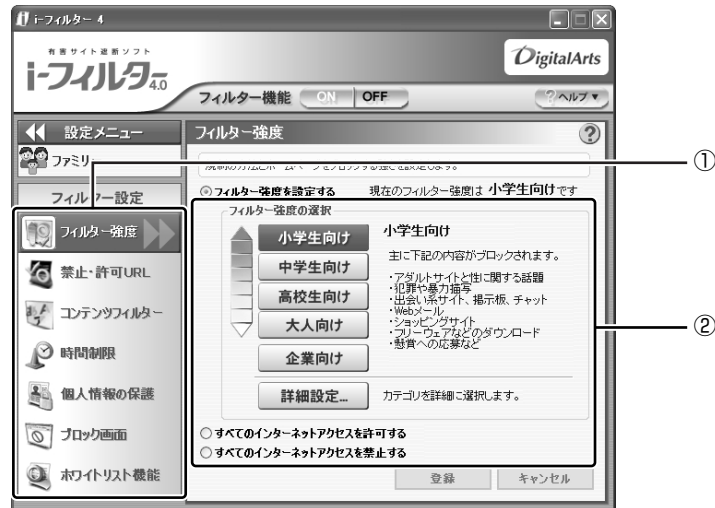 i-フィルター 4
有害サイト遮断ソフト
i-フィルター 4.0
DigitalArts
フィルター機能 ON OFF
?ヘルプ▼
設定メニュー
フィルター強度 ?
ファミリ
①
フィルター設定
フィルター強度を設定する 現在のフィルター強度は 小学生向けです
フィルター強度
禁止・許可URL
コンテンツフィルター
時間制限
個人情報の保護
ブロック画面
ホワイトリスト機能
フィルター強度の選択
小学生向け
中学生向け
高校生向け
大人向け
企業向け
詳細設定...
小学生向け
主に下記の内容がブロックされます。
・アダルトサイトと性に関する話題
・犯罪や暴力描写
・出会い系サイト、掲示板、チャット
・Webメール
・ショッピングサイト
・フリーウェアなどのダウンロード
・懸賞への応募など
カテゴリを詳細に選択します。
②
すべてのインターネットアクセスを許可する
すべてのインターネットアクセスを禁止する
登録 キャンセル